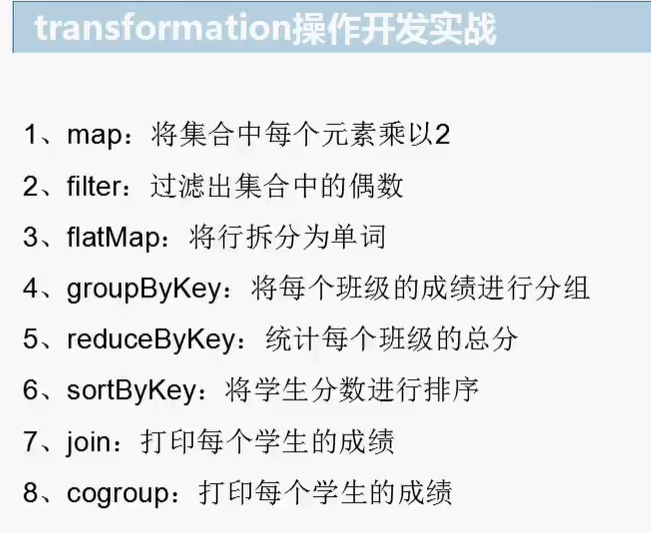 transformation操作开发实战
1、map：将集合中每个元素乘以2
2、filter：过滤出集合中的偶数
3、flatMap：将行拆分为单词
4、groupByKey：将每个班级的成绩进行分组
5、reduceByKey：统计每个班级的总分
6、sortByKey：将学生分数进行排序
7、join：打印每个学生的成绩
8、cogroup：打印每个学生的成绩